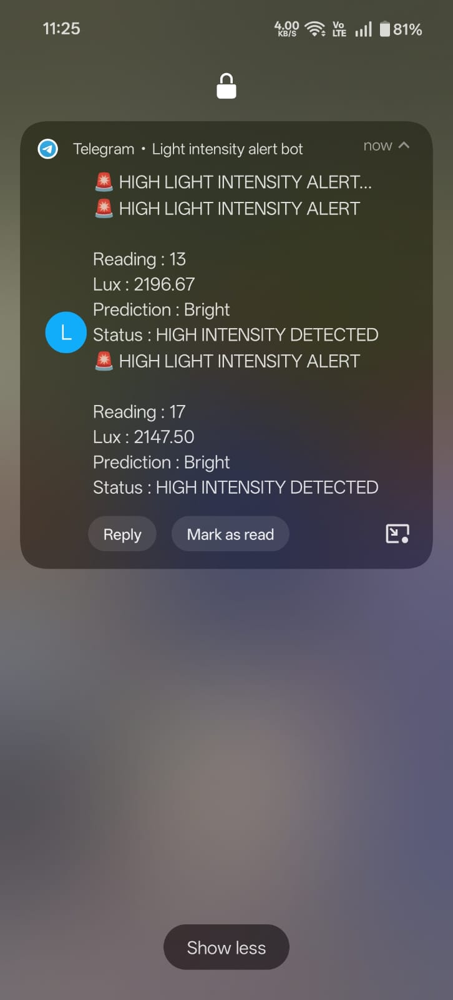 11:25
4.00 KB/S Vo LTE 81%
Telegram • Light intensity alert bot now
🚨 HIGH LIGHT INTENSITY ALERT...
🚨 HIGH LIGHT INTENSITY ALERT
Reading : 13
Lux : 2196.67
Prediction : Bright
L
Status : HIGH INTENSITY DETECTED
🚨 HIGH LIGHT INTENSITY ALERT
Reading : 17
Lux : 2147.50
Prediction : Bright
Status : HIGH INTENSITY DETECTED
Reply Mark as read
Show less